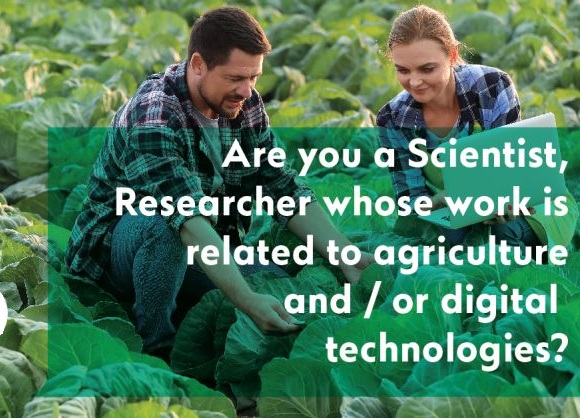 Are you a Scientist,
Researcher whose work is
related to agriculture
and / or digital
technologies?